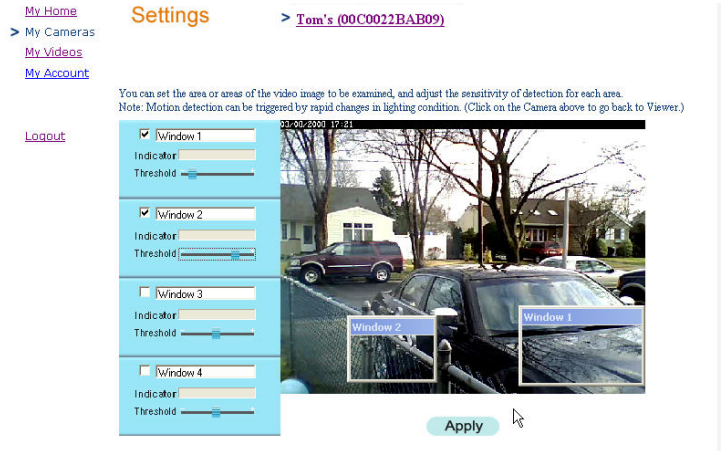 My Home
Settings
> Tom's (00C0022BAB09)
> My Cameras
My Videos
My Account
You can set the area or areas of the video image to be examined, and adjust the sensitivity of detection for each area.
Note: Motion detection can be triggered by rapid changes in lighting condition. (Click on the Camera above to go back to Viewer.)
Logout
Window 1
Indicator
Threshold
Window 2
Indicator
Threshold
Window 3
Indicator
Threshold
Window 4
Indicator
Threshold
17:21
Window 2
Window 1
Apply